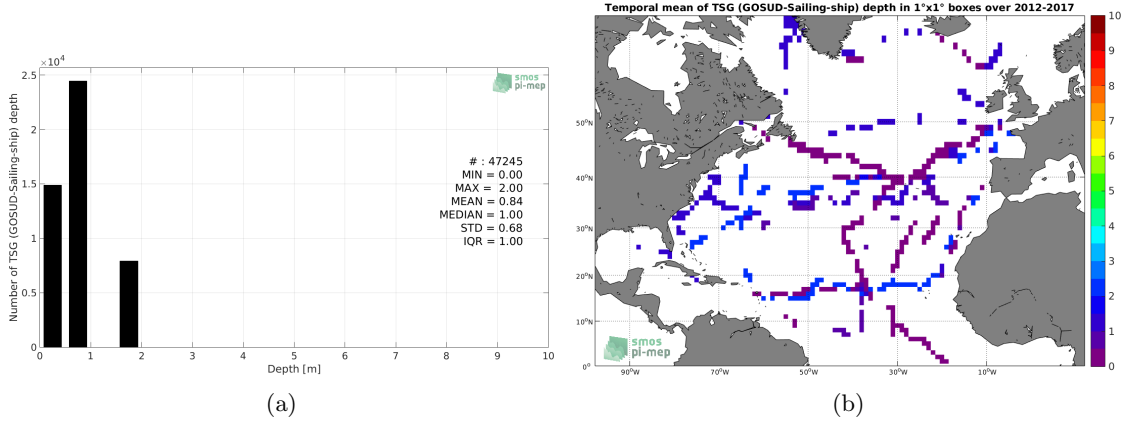 Temporal mean of TSG (GOSUD-Sailing-ship) depth in 1°x1° boxes over 2012-2017
×10⁴
2.5
2
1.5
1
0.5
0
Number of TSG (GOSUD-Sailing-ship) depth
smos
pi-mep
# : 47245
MIN = 0.00
MAX = 2.00
MEAN = 0.84
MEDIAN = 1.00
STD = 0.68
IQR = 1.00
0 1 2 3 4 5 6 7 8 9 10
Depth [m]
(a)
50°N
40°N
30°N
20°N
10°N
0°
90°W 70°W 50°W 30°W 10°W
smos
pi-mep
10
9
8
7
6
5
4
3
2
1
0
(b)